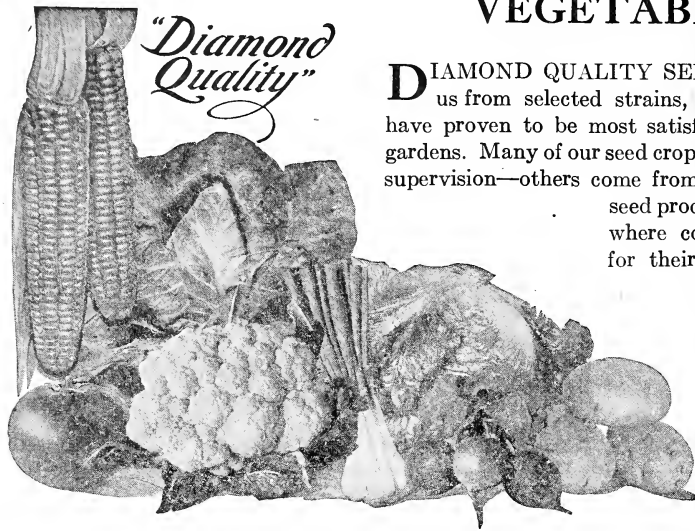 "Diamond
Quality"
VEGETAB
DIAMOND QUALITY SE
us from selected strains,
have proven to be most satisf
gardens. Many of our seed crop
supervision—others come from
seed proc
where co
for their